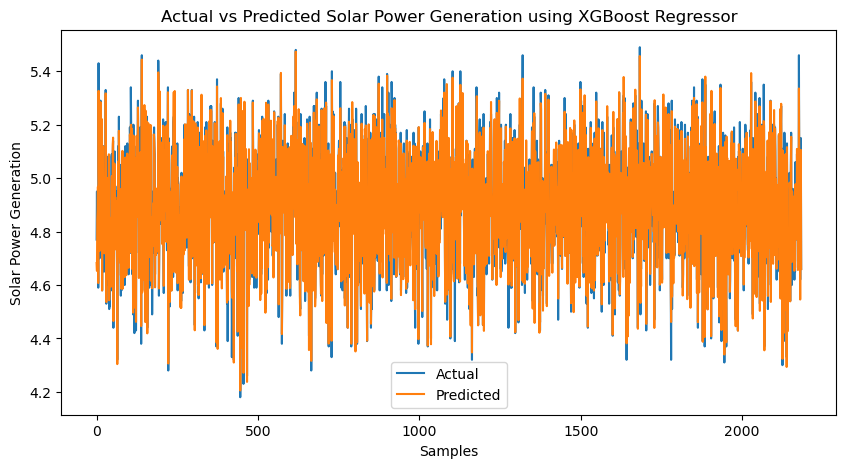 Actual vs Predicted Solar Power Generation using XGBoost Regressor
Solar Power Generation
5.4
5.2
5.0
4.8
4.6
4.4
4.2
Actual
Predicted
0
500
1000
1500
2000
Samples